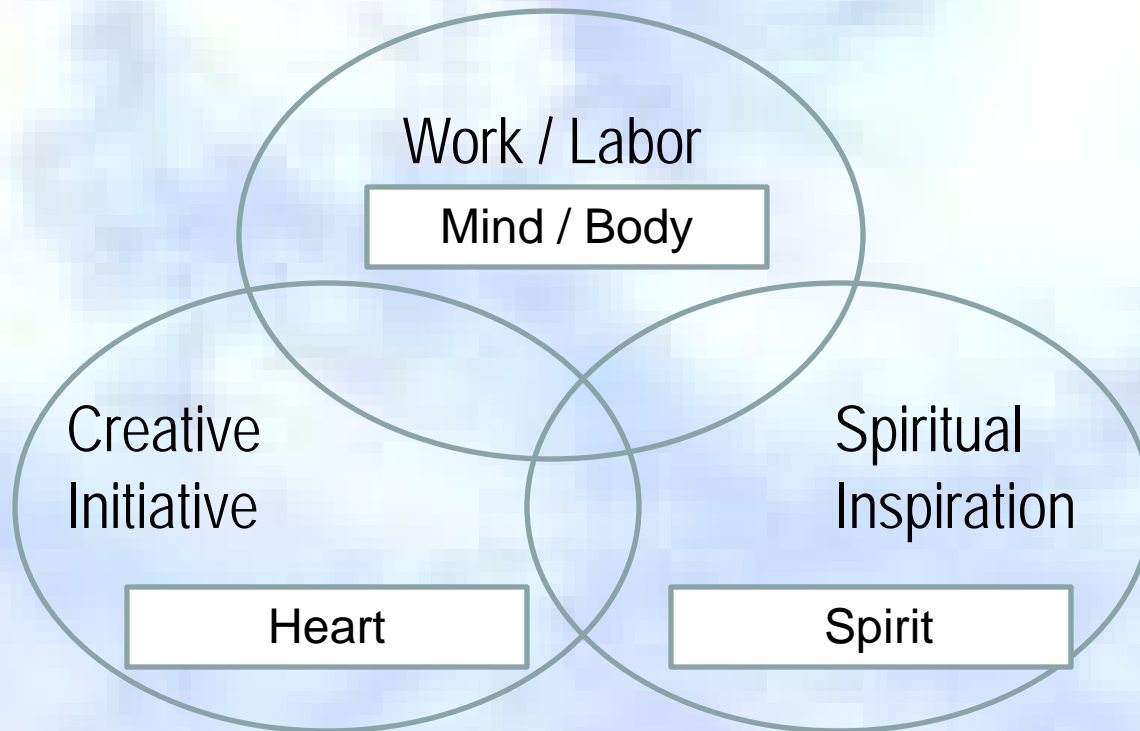 Work / Labor
Mind / Body
Creative
Initiative
Heart
Spiritual
Inspiration
Spirit